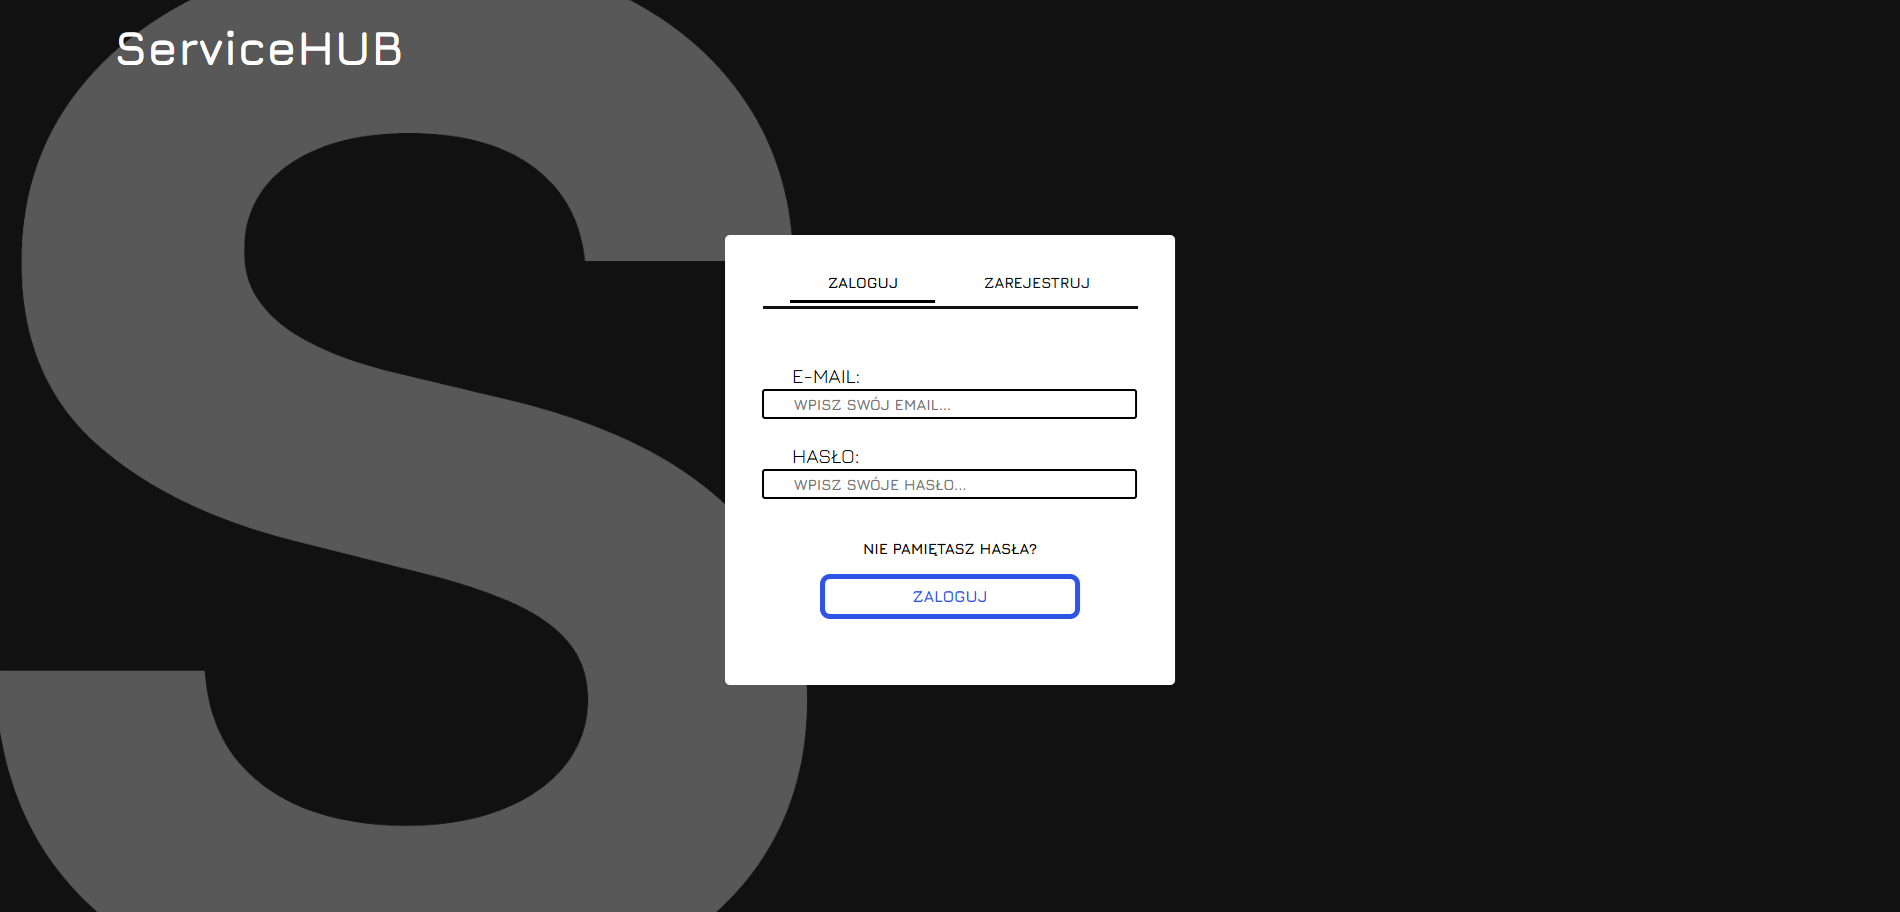 ServiceHUB
ZALOGUJ ZAREJESTRUJ
E-MAIL:
WPISZ SWÓJ EMAIL...
HASŁO:
WPISZ SWÓJE HASŁO...
NIE PAMIĘTASZ HASŁA?
ZALOGUJ